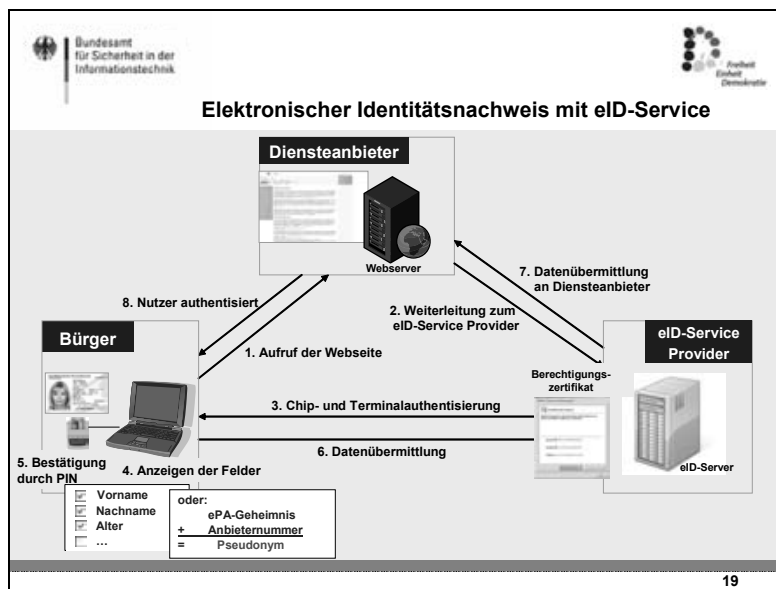 Bundesamt
für Sicherheit in der
Informationstechnik
Freiheit
Einheit
Demokratie
Elektronischer Identitätsnachweis mit eID-Service
Diensteanbieter
Webserver
7. Datenübermittlung
an Diensteanbieter
8. Nutzer authentisiert
2. Weiterleitung zum
eID-Service Provider
Bürger
1. Aufruf der Webseite
eID-Service
Provider
Berechtigungs-
zertifikat
3. Chip- und Terminalauthentisierung
6. Datenübermittlung
eID-Server
5. Bestätigung
durch PIN
4. Anzeigen der Felder
Vorname
Nachname
Alter
...
oder:
ePA-Geheimnis
+ Anbieternummer
= Pseudonym
19